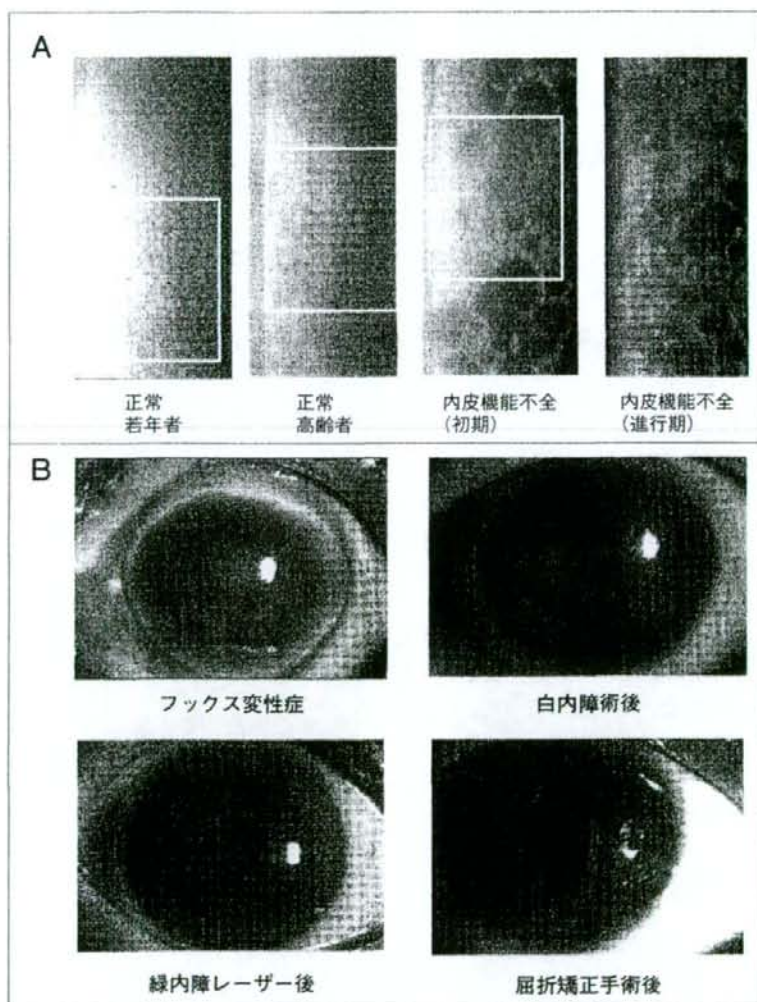 A
正常
若年者
正常
高齢者
内皮機能不全
(初期)
内皮機能不全
(進行期)
B
フックス変性症
白内障術後
緑内障レーザー後
屈折矯正手術後